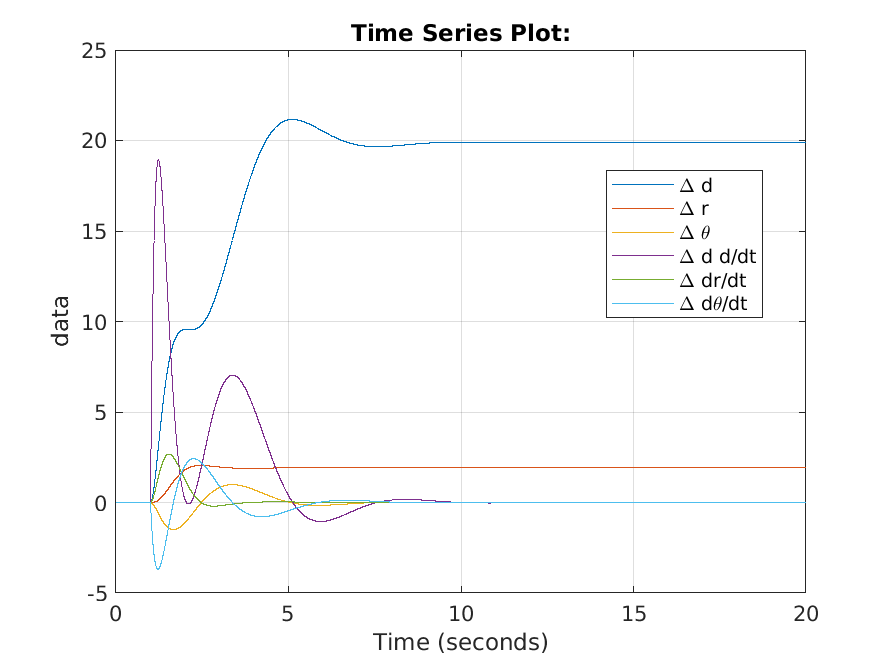 Time Series Plot:
25
20
15
10
5
0
-5
data
0 5 10 15 20
Time (seconds)
Δ d
Δ r
Δ θ
Δ d d/dt
Δ dr/dt
Δ dθ/dt